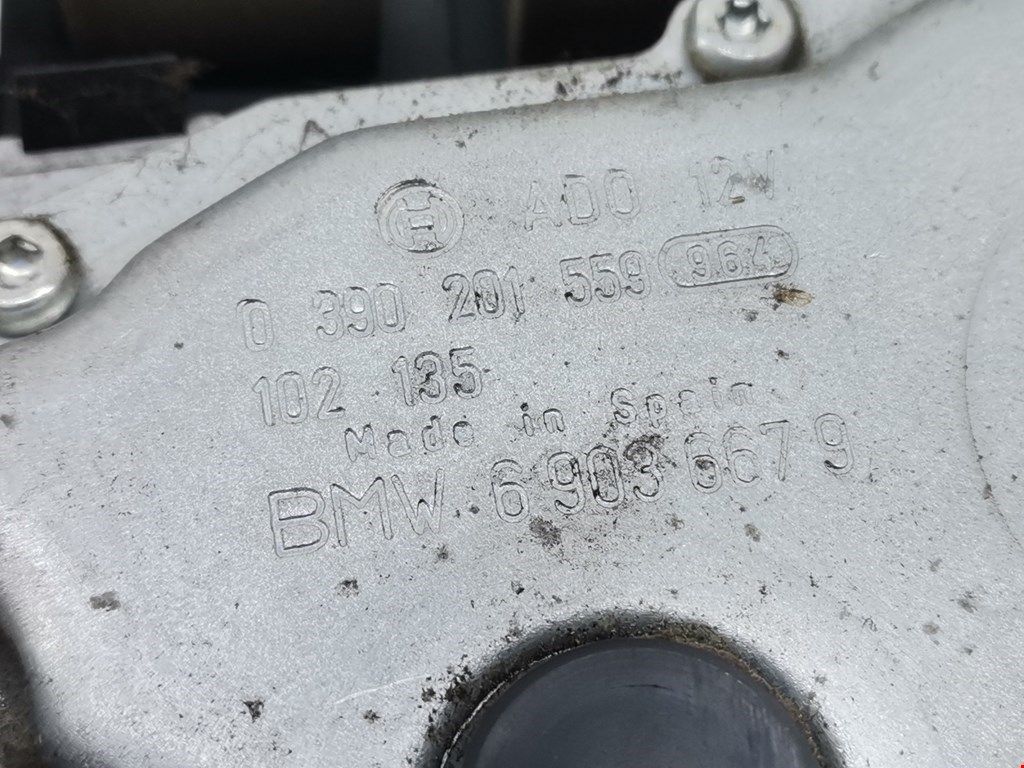 ADO 12V
0 390 201 559 964
102 135
Made in Spain
BMW 6 903 667 9